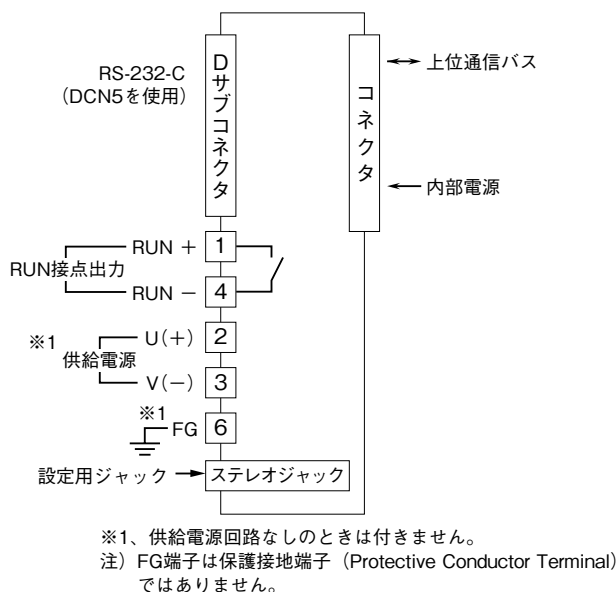 RS-232-C
（DCN5を使用）
Dサブコネクタ
コネクタ
上位通信バス
内部電源
RUN接点出力
RUN +
1
RUN −
4
※1
供給電源
U(+)
2
V(−)
3
※1
FG
6
設定用ジャック
ステレオジャック
※1、供給電源回路なしのときは付きません。
注）FG端子は保護接地端子（Protective Conductor Terminal）
ではありません。